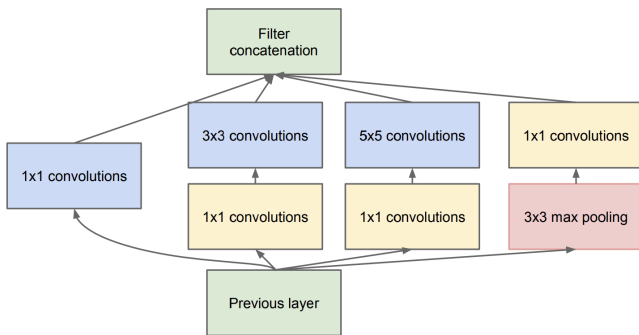 Filter
concatenation
3x3 convolutions
5x5 convolutions
1x1 convolutions
1x1 convolutions
1x1 convolutions
1x1 convolutions
3x3 max pooling
Previous layer